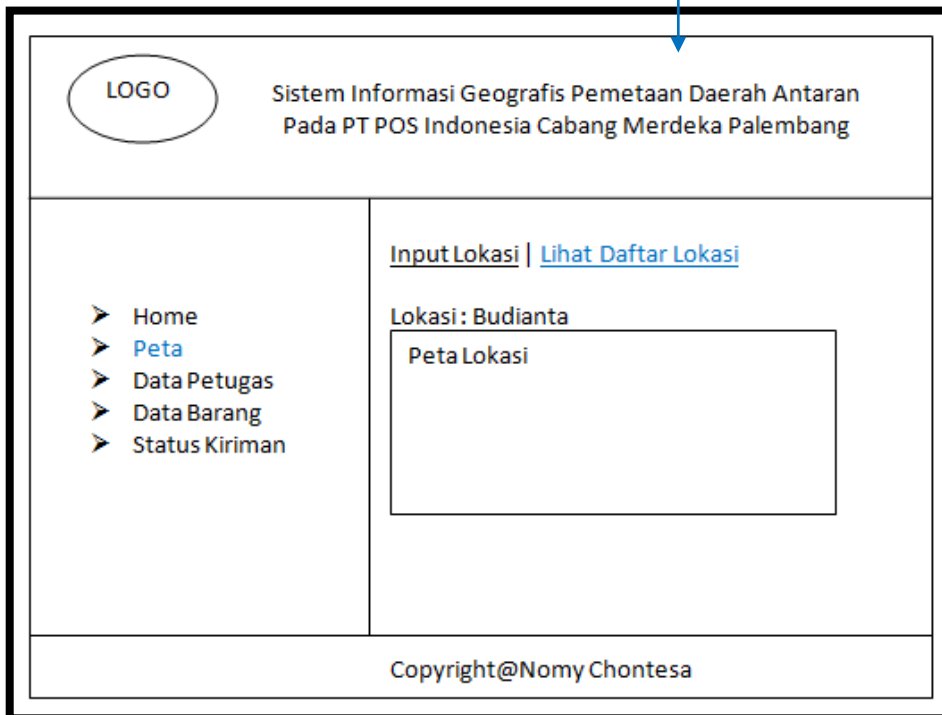 LOGO
Sistem Informasi Geografis Pemetaan Daerah Antaran
Pada PT POS Indonesia Cabang Merdeka Palembang
Input Lokasi | Lihat Daftar Lokasi
Home
Peta
Data Petugas
Data Barang
Status Kiriman
Lokasi : Budianta
Peta Lokasi
Copyright@Nomy Chontesa